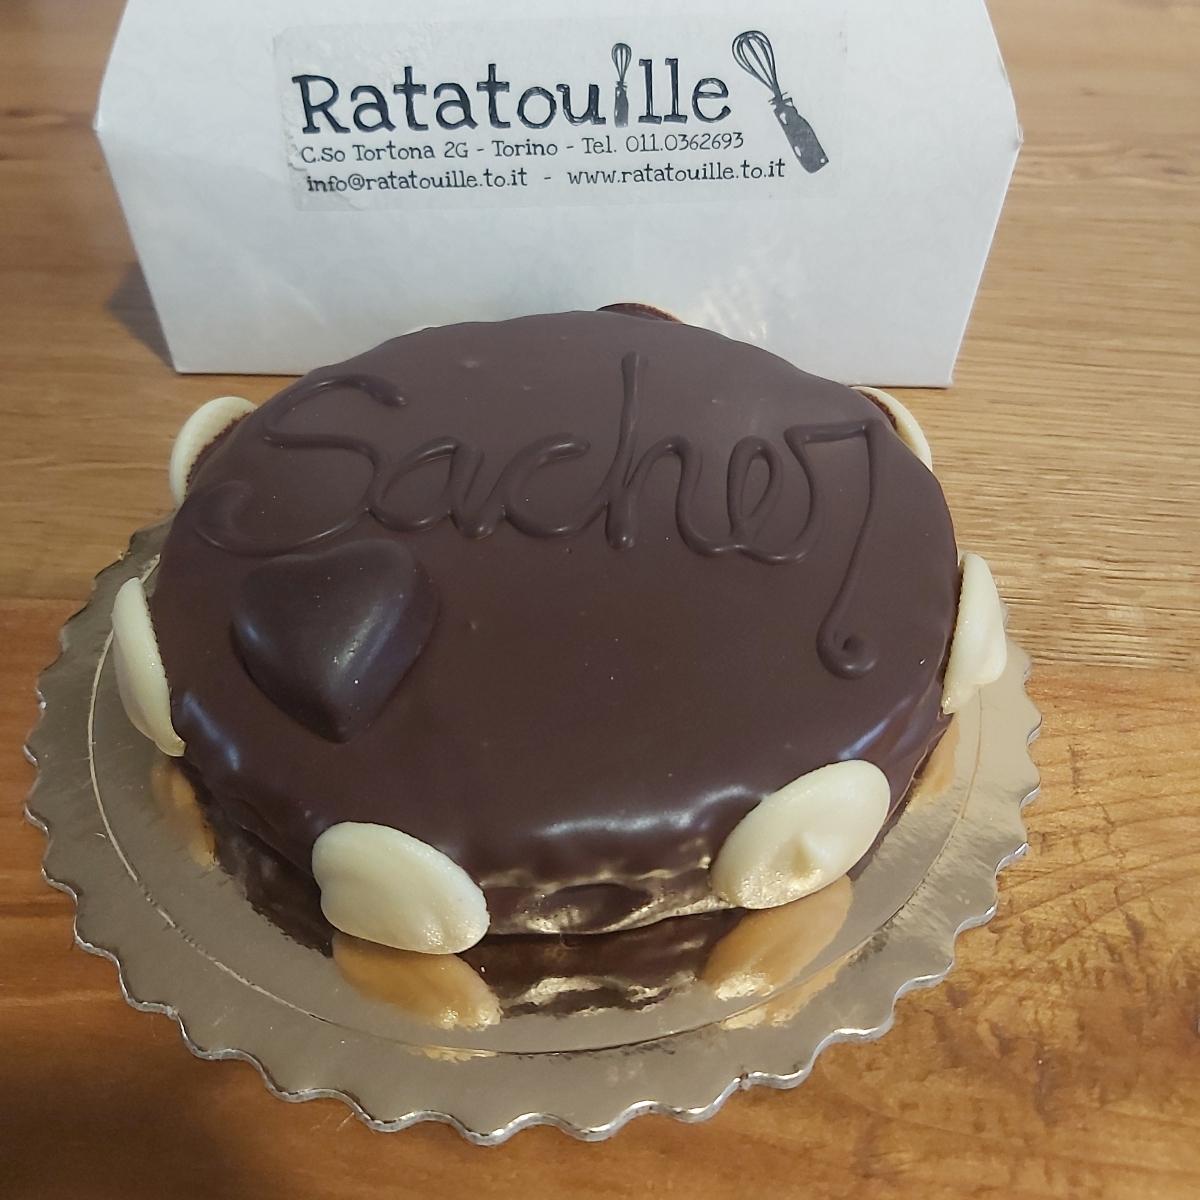 Ratatouille
C.so Tortona 2G - Torino - Tel. 011.0362693
info@ratatouille.to.it - www.ratatouille.to.it
Sacher